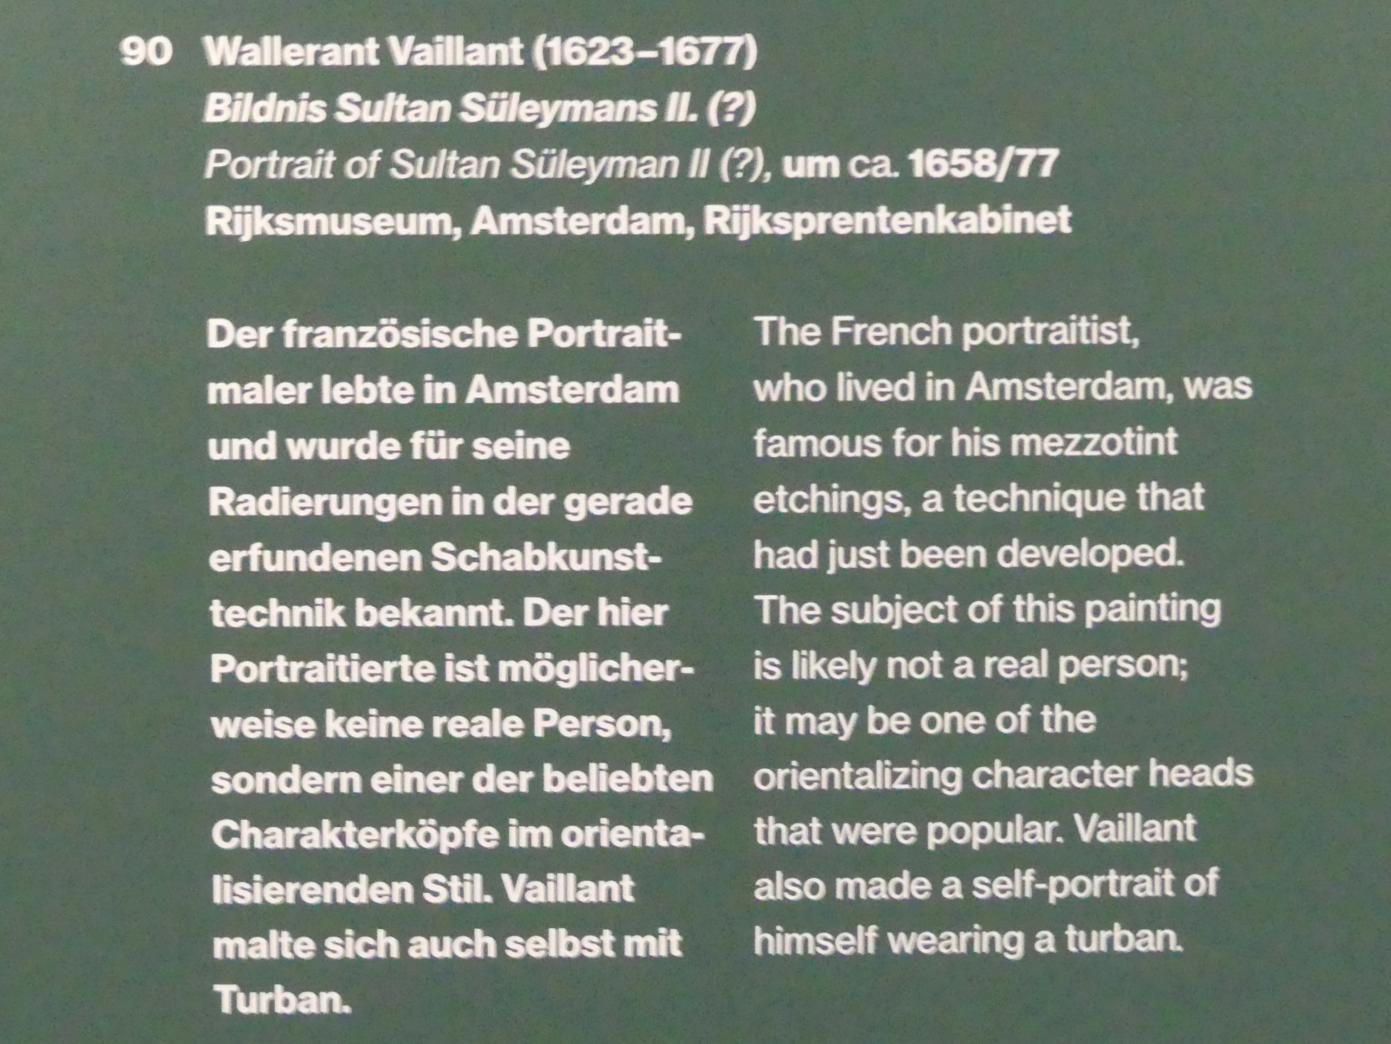 90 Wallerant Vaillant (1623–1677)
Bildnis Sultan Süleymans II. (?)
Portrait of Sultan Süleyman II (?), um ca. 1658/77
Rijksmuseum, Amsterdam, Rijksprentenkabinet
Der französische Portrait-
maler lebte in Amsterdam
und wurde für seine
Radierungen in der gerade
erfundenen Schabkunst-
technik bekannt. Der hier
Portraitierte ist möglicher-
weise keine reale Person,
sondern einer der beliebten
Charakterköpfe im orienta-
lisierenden Stil. Vaillant
malte sich auch selbst mit
Turban.
The French portraitist,
who lived in Amsterdam, was
famous for his mezzotint
etchings, a technique that
had just been developed.
The subject of this painting
is likely not a real person;
it may be one of the
orientalizing character heads
that were popular. Vaillant
also made a self-portrait of
himself wearing a turban.